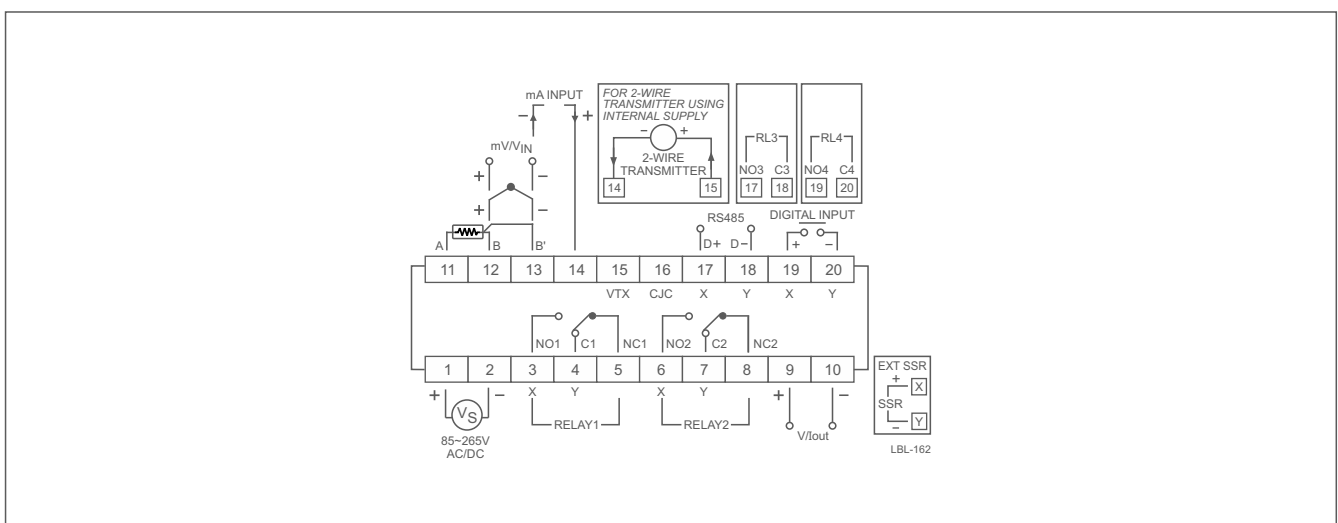 mA INPUT
− +
mV/VIN
+ −
+ −
A B B'
FOR 2-WIRE
TRANSMITTER USING
INTERNAL SUPPLY
− +
2-WIRE
TRANSMITTER
14 15
RL3
NO3 C3
17 18
RL4
NO4 C4
19 20
RS485
D+ D−
DIGITAL INPUT
+ −
11 12 13 14 15 16 17 18 19 20
VTX CJC X Y X Y
NO1 C1 NC1 NO2 C2 NC2
1 2 3 4 5 6 7 8 9 10
X Y X Y
+ −
VS
85~265V
AC/DC
RELAY1
RELAY2
+ −
V/Iout
EXT SSR
+
X
SSR
Y
−
LBL-162